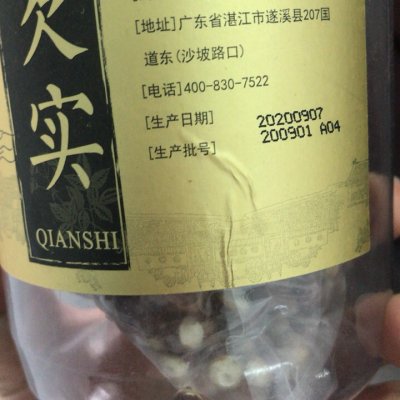 欠
实
QIANSHI
[地址]广东省湛江市遂溪县207国
道东(沙坡路口)
[电话]400-830-7522
[生产日期] 20200907
[生产批号] 200901 A04